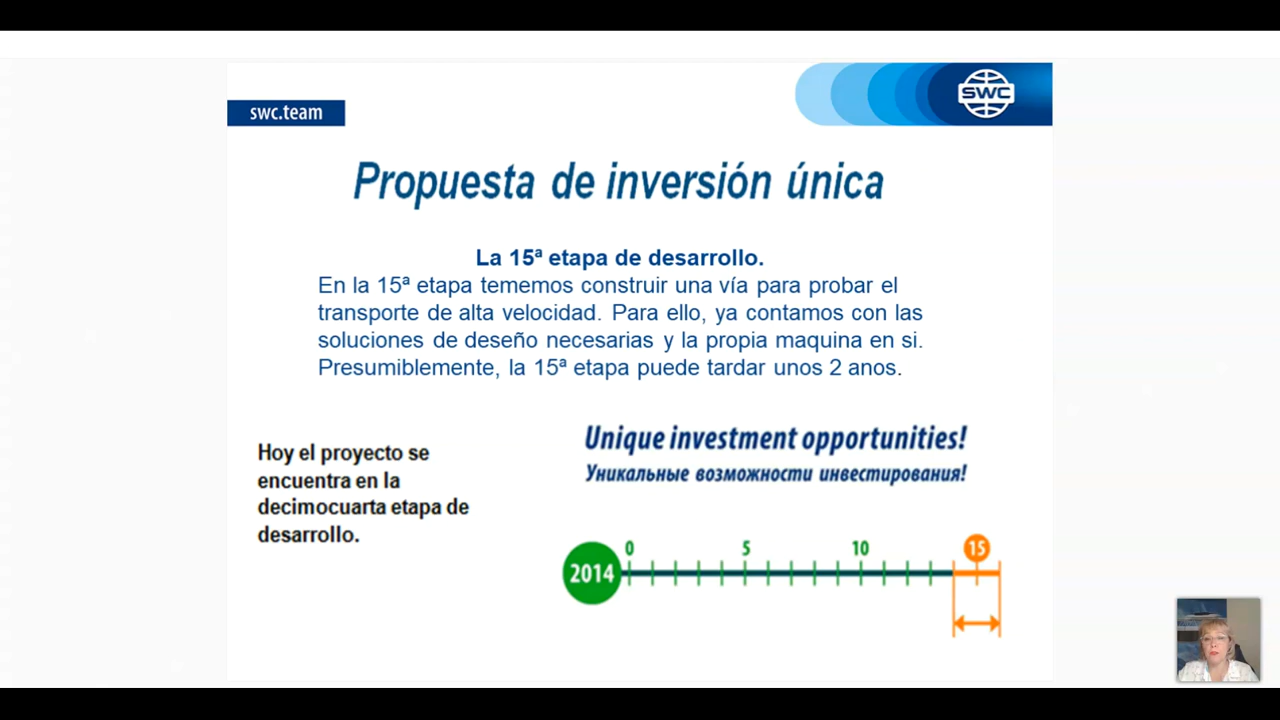 swc.team
SWC
Propuesta de inversión única
La 15ª etapa de desarrollo.
En la 15ª etapa tememos construir una vía para probar el
transporte de alta velocidad. Para ello, ya contamos con las
soluciones de deseño necesarias y la propia maquina en si.
Presumiblemente, la 15ª etapa puede tardar unos 2 anos.
Hoy el proyecto se
encuentra en la
decimocuarta etapa de
desarrollo.
Unique investment opportunities!
Уникальные возможности инвестирования!
0 5 10 15
2014